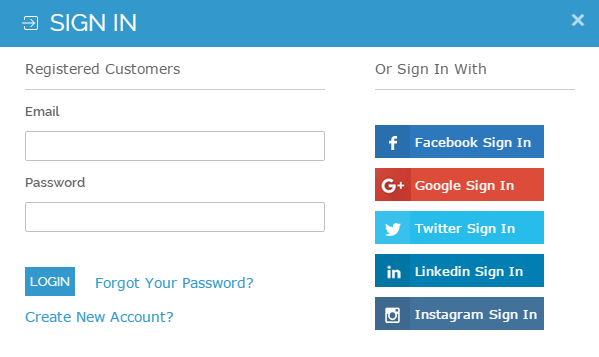 SIGN IN
Registered Customers
Email
Password
LOGIN
Forgot Your Password?
Create New Account?
Or Sign In With
Facebook Sign In
Google Sign In
Twitter Sign In
Linkedin Sign In
Instagram Sign In